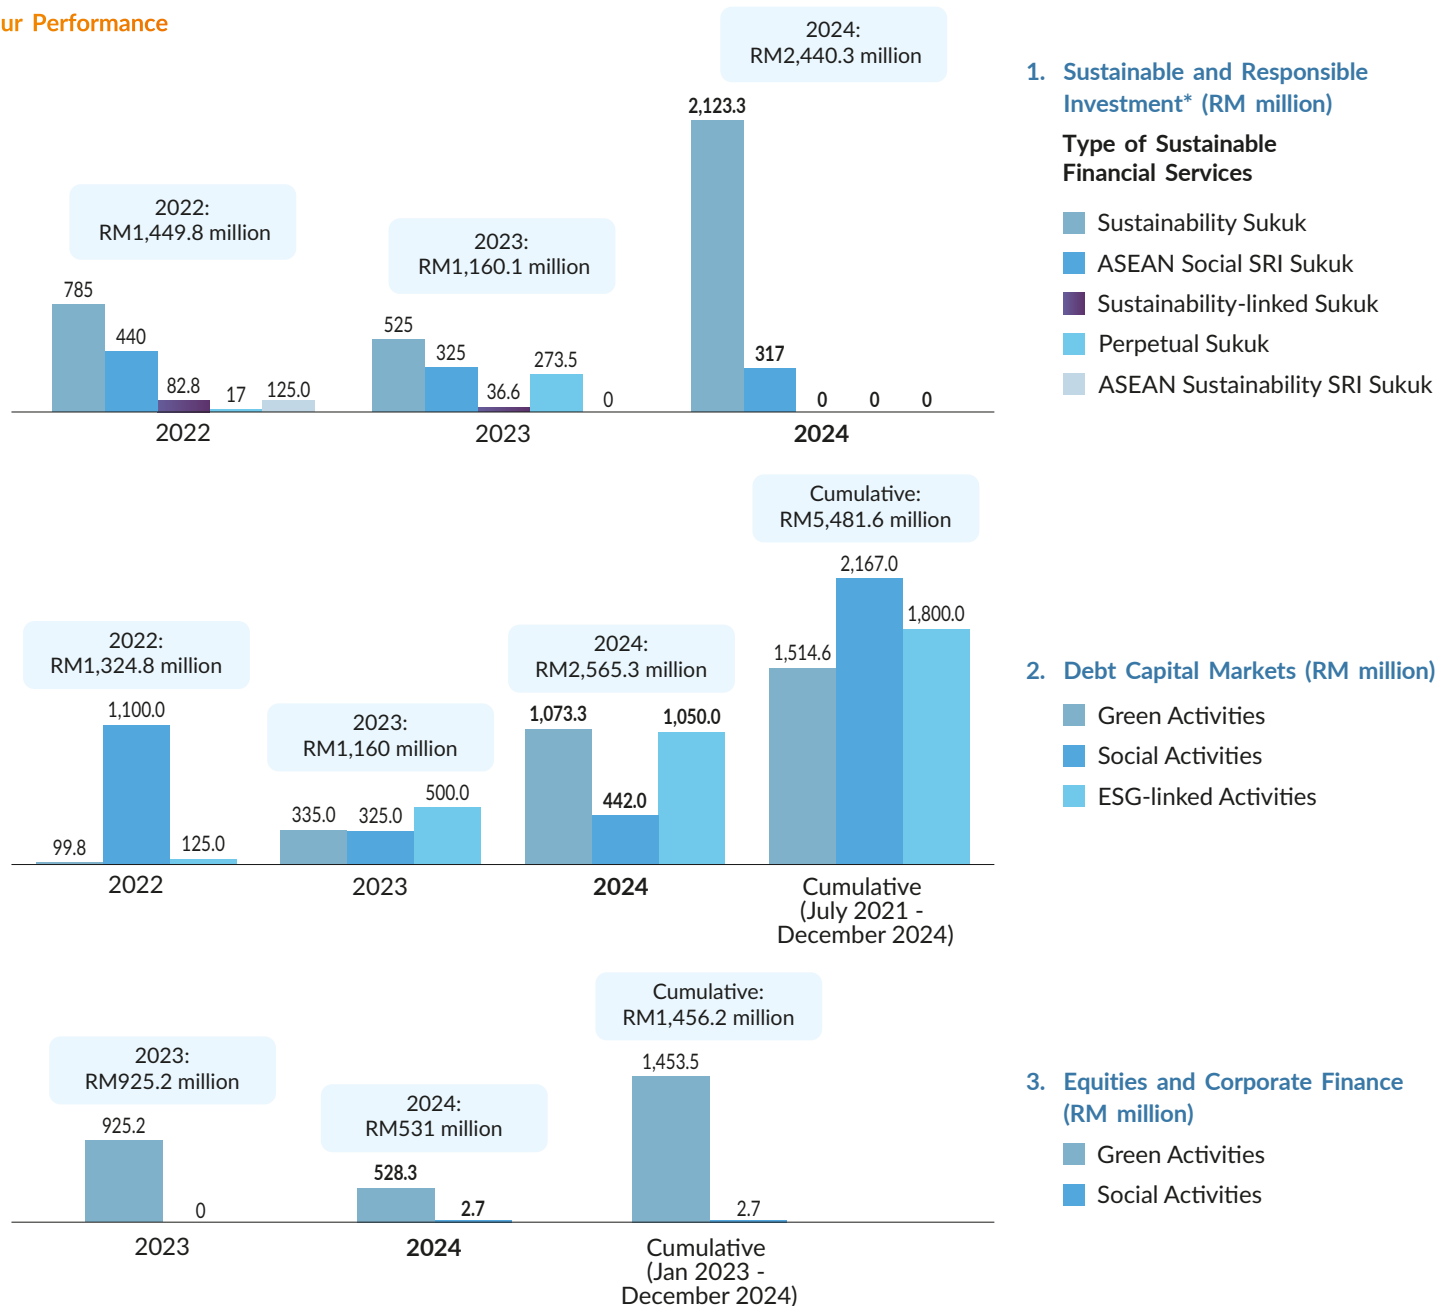 ur Performance
2024:
RM2,440.3 million
2,123.3
2022:
RM1,449.8 million
2023:
RM1,160.1 million
785
440
82.8
17
125.0
525
325
36.6
273.5
0
317
0
0
0
2022
2023
2024
1. Sustainable and Responsible
Investment* (RM million)
Type of Sustainable
Financial Services
Sustainability Sukuk
ASEAN Social SRI Sukuk
Sustainability-linked Sukuk
Perpetual Sukuk
ASEAN Sustainability SRI Sukuk
Cumulative:
RM5,481.6 million
2022:
RM1,324.8 million
2023:
RM1,160 million
2024:
RM2,565.3 million
99.8
1,100.0
125.0
335.0
325.0
500.0
1,073.3
442.0
1,050.0
1,514.6
2,167.0
1,800.0
2022
2023
2024
Cumulative
(July 2021 -
December 2024)
2. Debt Capital Markets (RM million)
Green Activities
Social Activities
ESG-linked Activities
Cumulative:
RM1,456.2 million
2023:
RM925.2 million
2024:
RM531 million
925.2
0
528.3
2.7
1,453.5
2.7
2023
2024
Cumulative
(Jan 2023 -
December 2024)
3. Equities and Corporate Finance
(RM million)
Green Activities
Social Activities